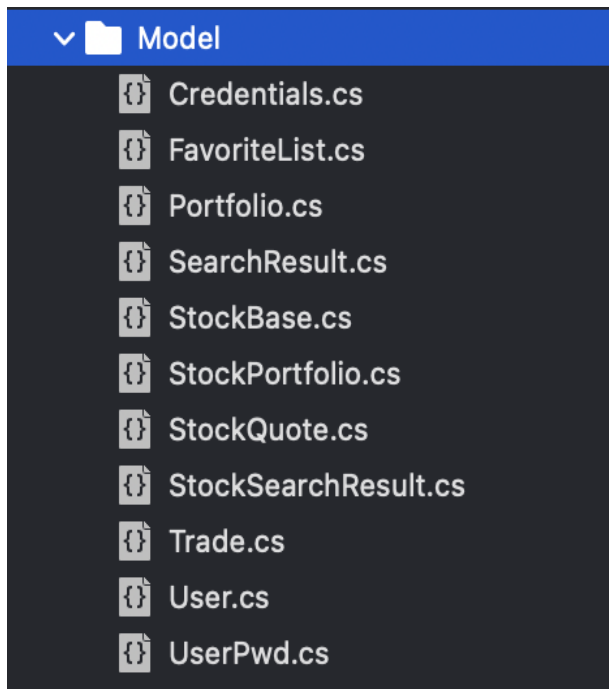 Model
{} Credentials.cs
{} FavoriteList.cs
{} Portfolio.cs
{} SearchResult.cs
{} StockBase.cs
{} StockPortfolio.cs
{} StockQuote.cs
{} StockSearchResult.cs
{} Trade.cs
{} User.cs
{} UserPwd.cs